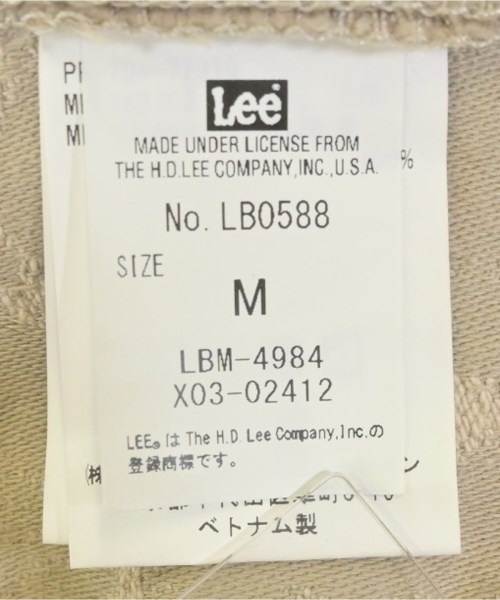 Lee
MADE UNDER LICENSE FROM
THE H.D.LEE COMPANY,INC.,U.S.A.
%
No. LB0588
SIZE
M
LBM-4984
X03-02412
LEE® は The H.D. Lee Company,Inc.の
登録商標です。
ベトナム製